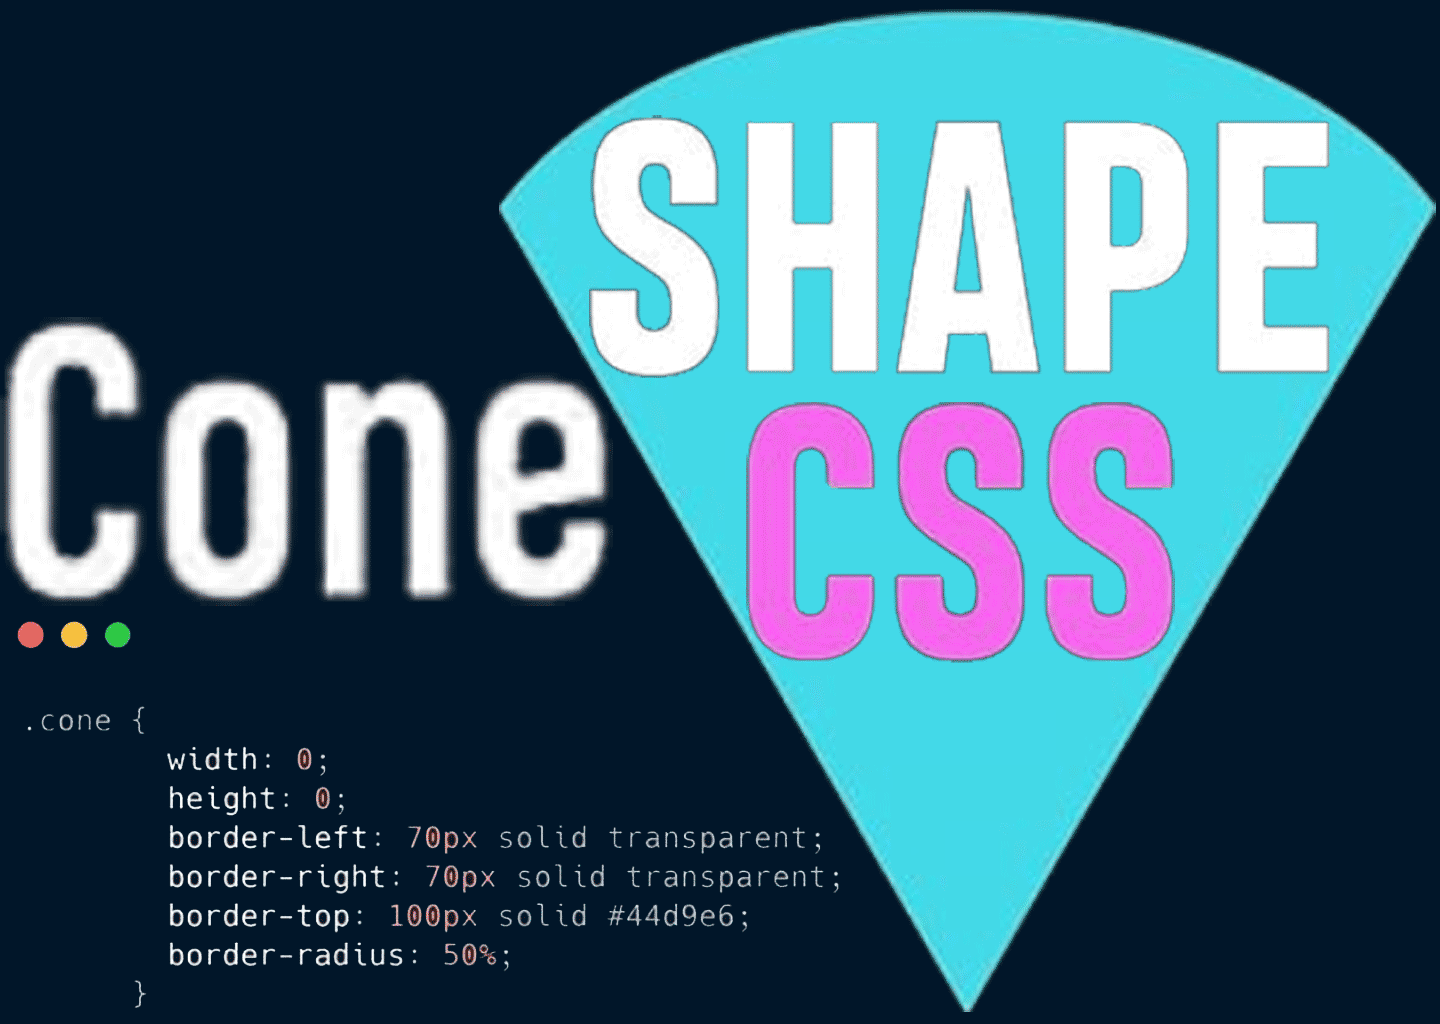 SHAPE
CSS
Cone
.cone {
width: 0;
height: 0;
border-left: 70px solid transparent;
border-right: 70px solid transparent;
border-top: 100px solid #44d9e6;
border-radius: 50%;
}